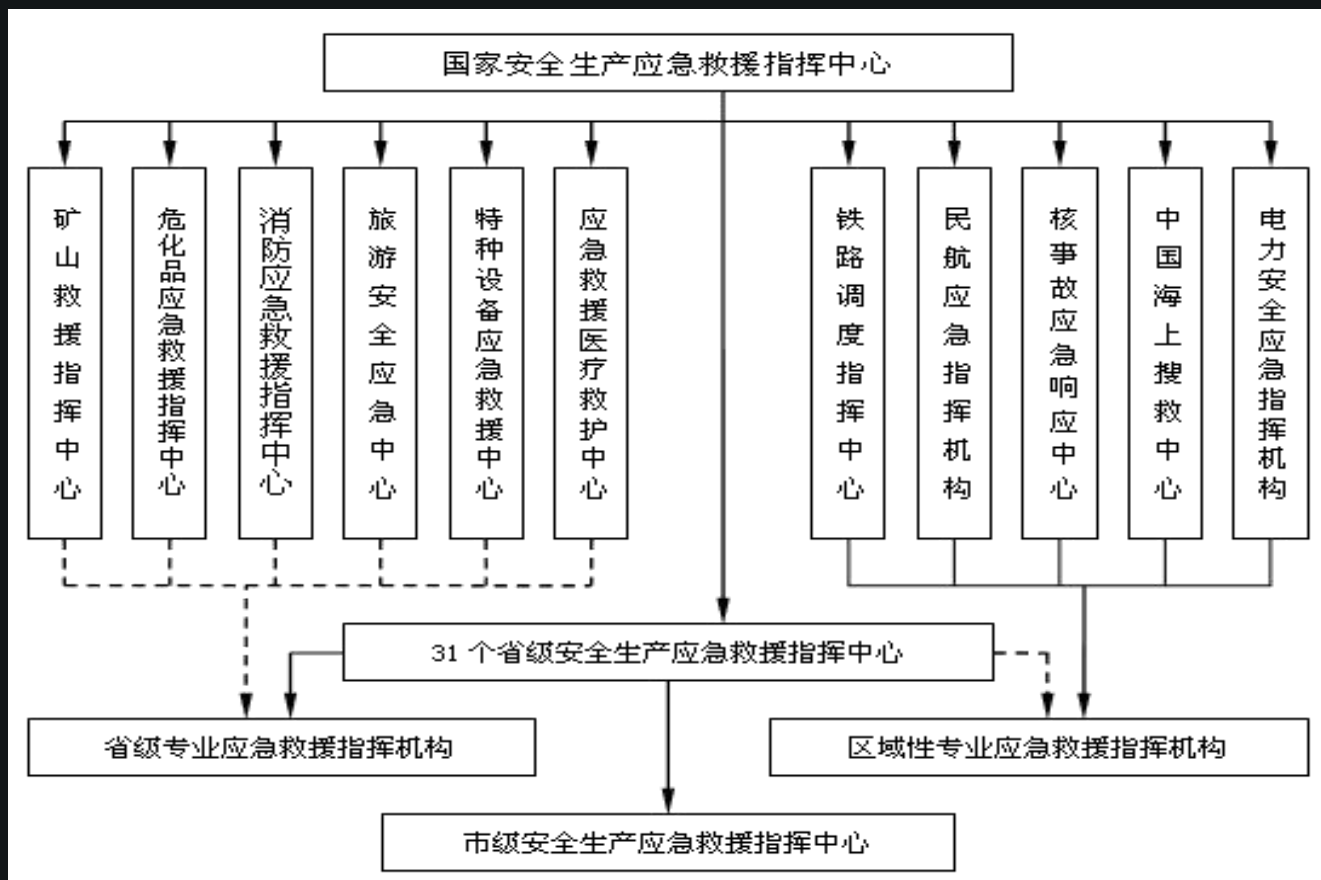 国家安全生产应急救援指挥中心
矿山救援指挥中心
危化品应急救援指挥中心
消防应急救援指挥中心
旅游安全应急中心
特种设备应急救援中心
应急救援医疗救护中心
铁路调度指挥中心
民航应急指挥机构
核事故应急响应中心
中国海上搜救中心
电力安全应急指挥机构
31 个省级安全生产应急救援指挥中心
省级专业应急救援指挥机构
区域性专业应急救援指挥机构
市级安全生产应急救援指挥中心